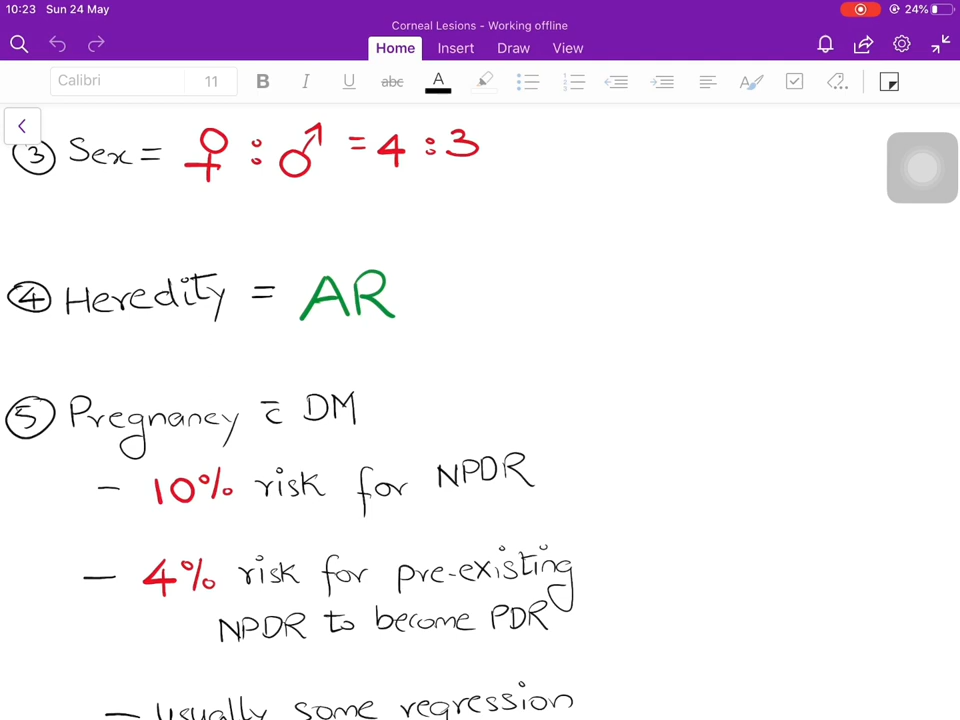 10:23 Sun 24 May 24%
Corneal Lesions - Working offline
Home Insert Draw View
Calibri 11 B I U abc A
③ Sex = ♀ : ♂ = 4 : 3
④ Heredity = AR
⑤ Pregnancy c̄ DM
- 10% risk for NPDR
- 4% risk for pre-existing
NPDR to become PDR
- usually some regression